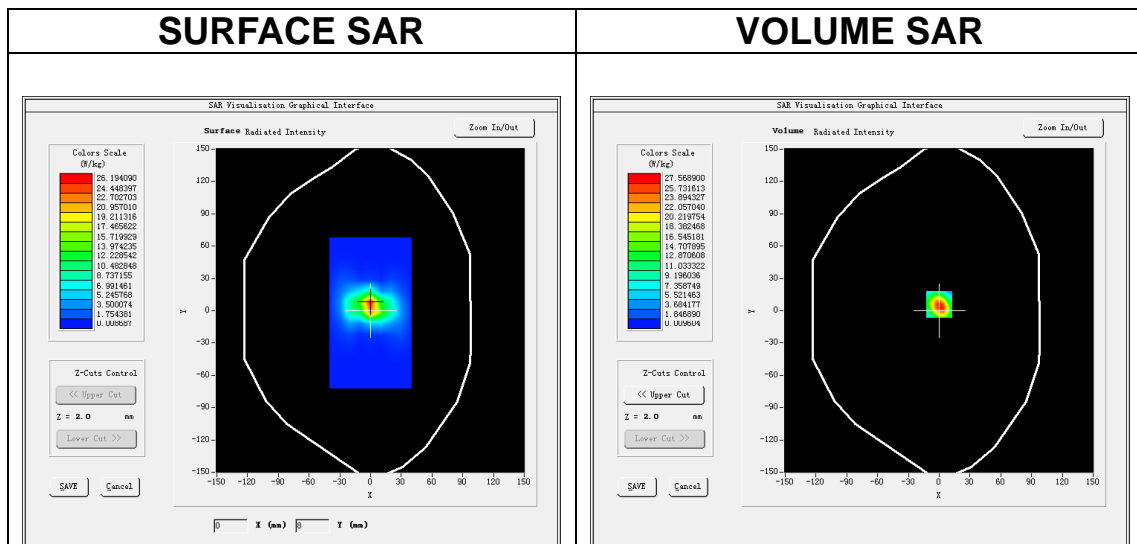 SURFACE SAR
VOLUME SAR
SAR Visualisation Graphical Interface
Surface Radiated Intensity
Zoom In/Out
Colors Scale
(W/kg)
26.194090
24.448397
22.702703
20.957010
19.211316
17.465622
15.719929
13.974235
12.228542
10.482848
8.737155
6.991461
5.245768
3.500074
1.754381
0.008687
150
120
90
60
30
0
-30
-60
-90
-120
-150
Y
-150 -120 -90 -60 -30 0 30 60 90 120 150
X
Z-Cuts Control
<< Upper Cut
Z = 2.0 mm
Lower Cut >>
SAVE Cancel
0 X (mm) 8 Y (mm)
SAR Visualisation Graphical Interface
Volume Radiated Intensity
Zoom In/Out
Colors Scale
(W/kg)
27.568900
25.731613
23.894327
22.057040
20.219754
18.382468
16.545181
14.707895
12.870608
11.033322
9.196036
7.358749
5.521463
3.684177
1.846890
0.009604
150
120
90
60
30
0
-30
-60
-90
-120
-150
Y
-150 -120 -90 -60 -30 0 30 60 90 120 150
X
Z-Cuts Control
<< Upper Cut
Z = 2.0 mm
Lower Cut >>
SAVE Cancel